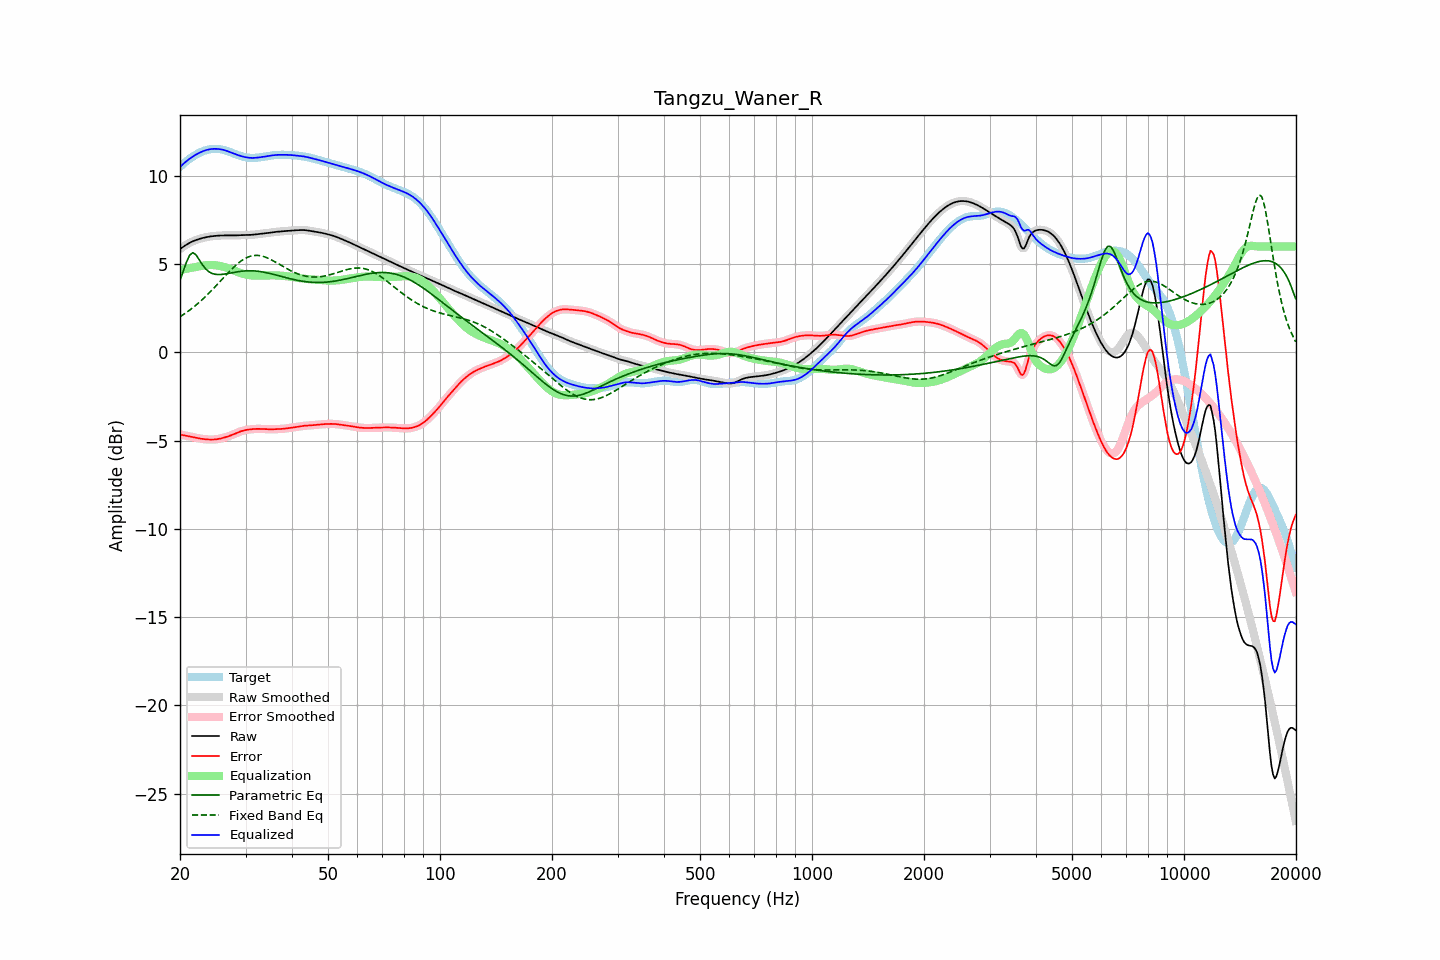 Tangzu_Waner_R
10
5
0
−5
−10
−15
−20
−25
Amplitude (dBr)
Target
Raw Smoothed
Error Smoothed
Raw
Error
Equalization
Parametric Eq
Fixed Band Eq
Equalized
20 50 100 200 500 1000 2000 5000 10000 20000
Frequency (Hz)